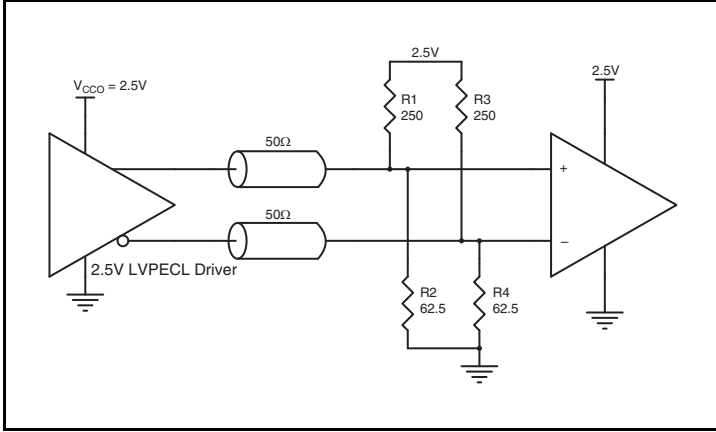 2.5V
V_CCO = 2.5V
2.5V
R1
250
R3
250
50Ω
+
50Ω
–
2.5V LVPECL Driver
R2
62.5
R4
62.5